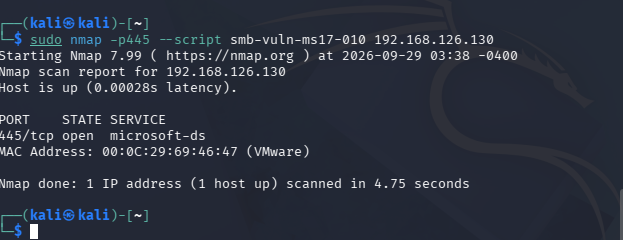 ┌──(kali㉿kali)-[~]
└─$ sudo nmap -p445 --script smb-vuln-ms17-010 192.168.126.130
Starting Nmap 7.99 ( https://nmap.org ) at 2026-09-29 03:38 -0400
Nmap scan report for 192.168.126.130
Host is up (0.00028s latency).

PORT    STATE SERVICE
445/tcp open  microsoft-ds
MAC Address: 00:0C:29:69:46:47 (VMware)

Nmap done: 1 IP address (1 host up) scanned in 4.75 seconds

┌──(kali㉿kali)-[~]
└─$